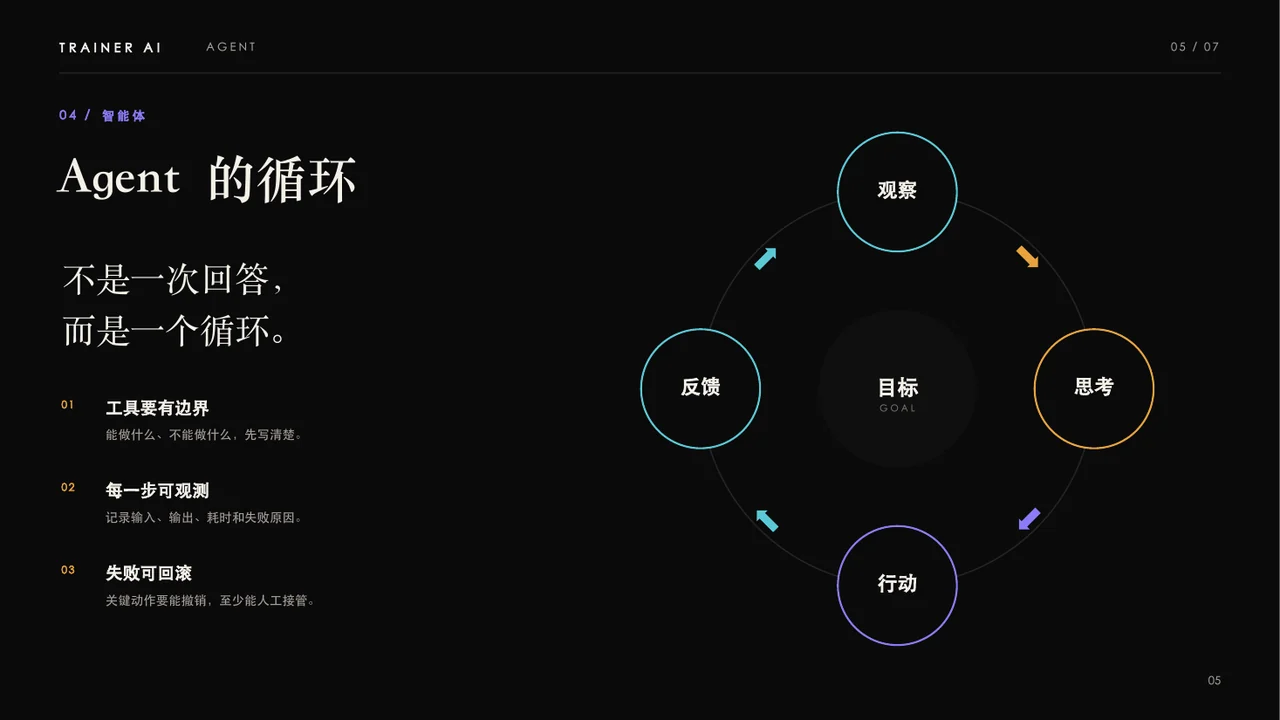 TRAINER AI AGENT 05 / 07
04 / 智能体
Agent 的循环
不是一次回答，
而是一个循环。
01 工具要有边界
能做什么、不能做什么，先写清楚。
02 每一步可观测
记录输入、输出、耗时和失败原因。
03 失败可回滚
关键动作要能撤销，至少能人工接管。
观察
反馈
目标
GOAL
思考
行动
05